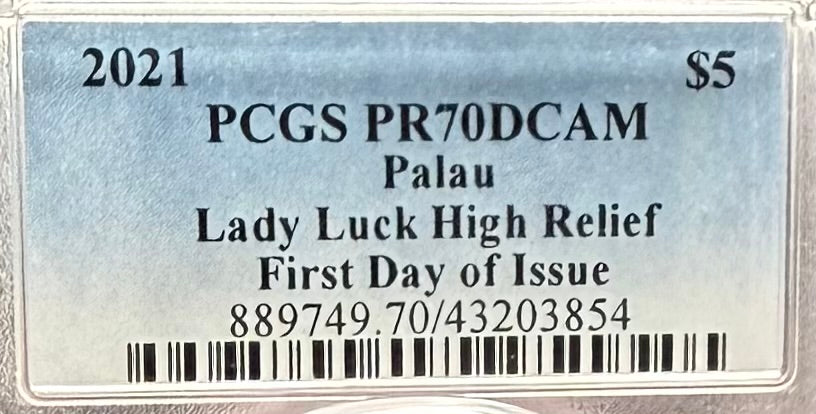 2021 $5
PCGS PR70DCAM
Palau
Lady Luck High Relief
First Day of Issue
889749.70/43203854